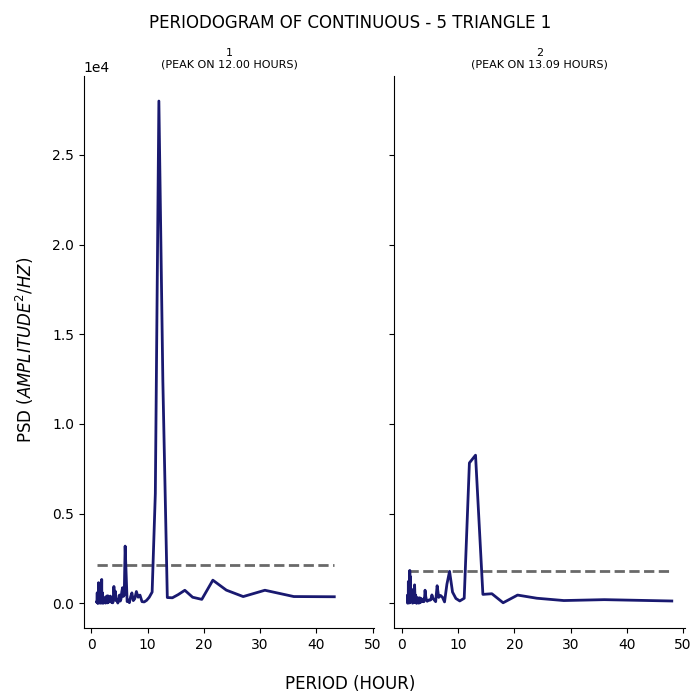 PERIODOGRAM OF CONTINUOUS - 5 TRIANGLE 1
1
(PEAK ON 12.00 HOURS)
2
(PEAK ON 13.09 HOURS)
1e4
2.5
2.0
1.5
1.0
0.5
0.0
PSD (AMPLITUDE²/HZ)
0 10 20 30 40 50
0 10 20 30 40 50
PERIOD (HOUR)